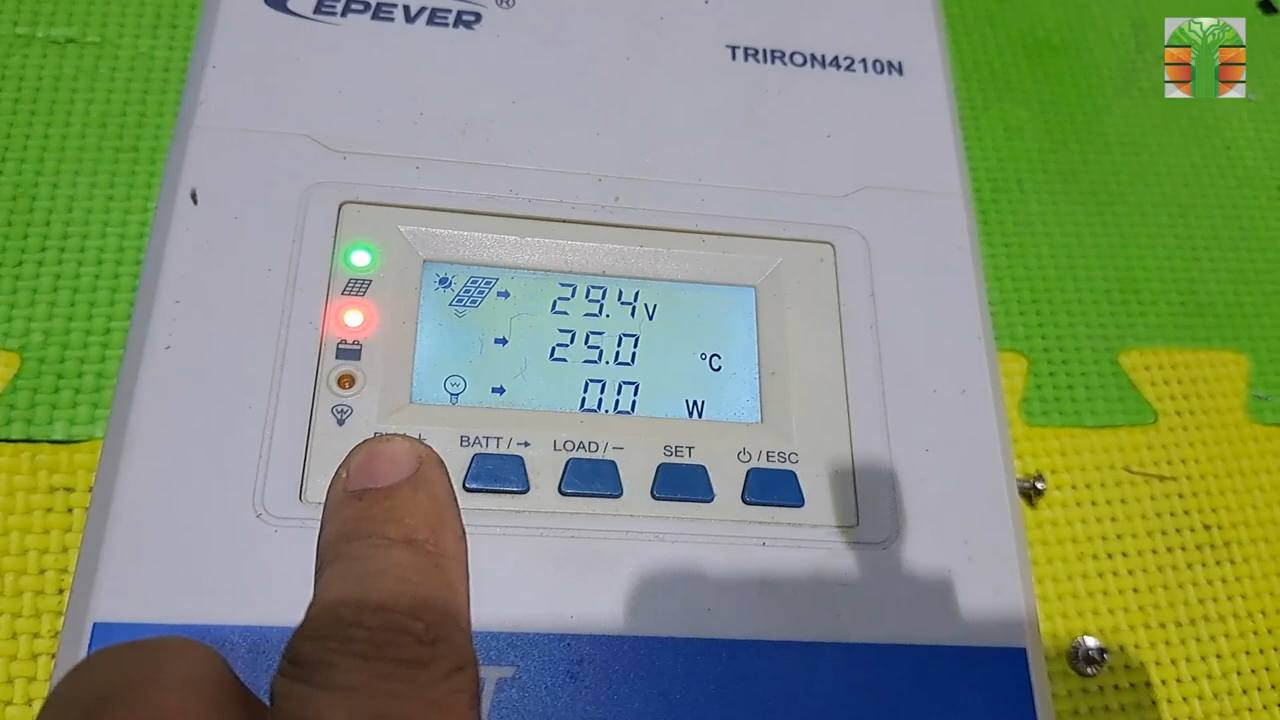 EPEVER®
TRIRON4210N
29.4V
25.0 °C
0.0 W
BATT / → LOAD / − SET ⏻ / ESC